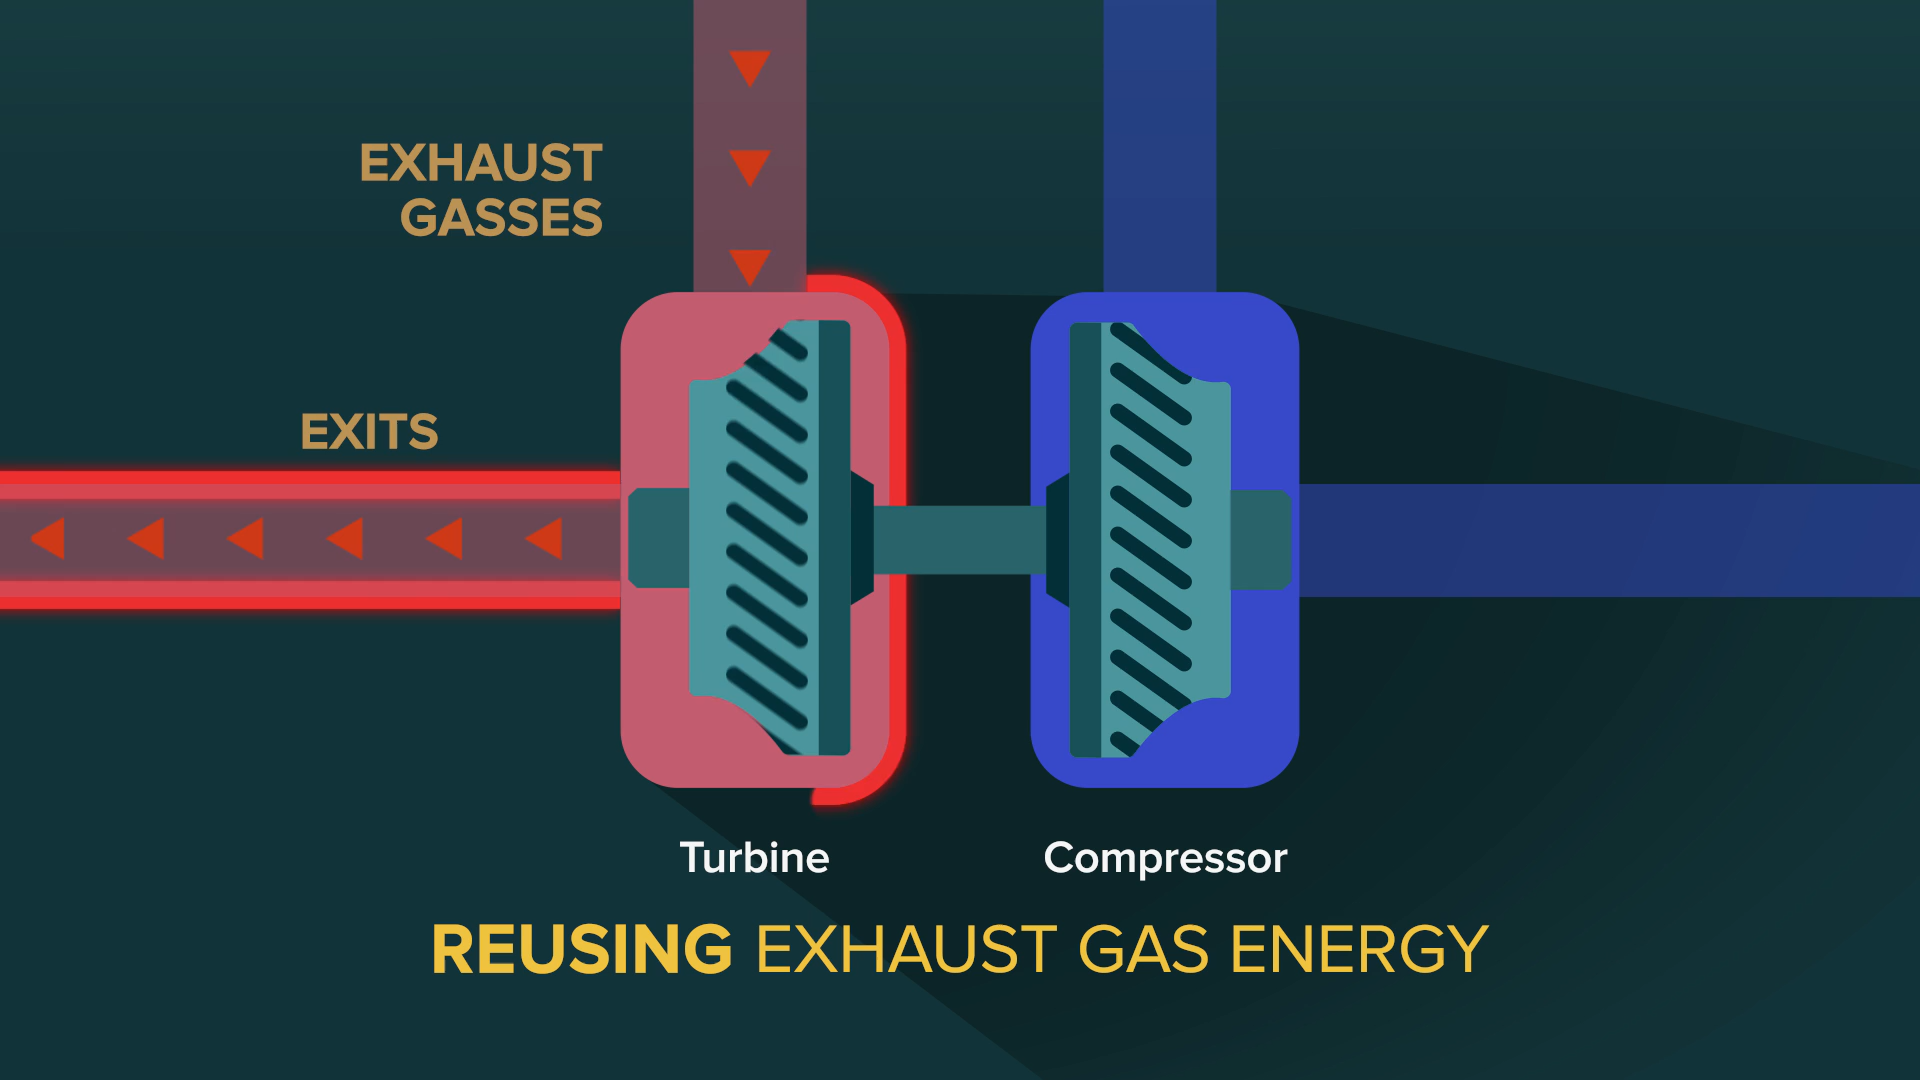 EXHAUST
GASSES
EXITS
Turbine
Compressor
REUSING EXHAUST GAS ENERGY